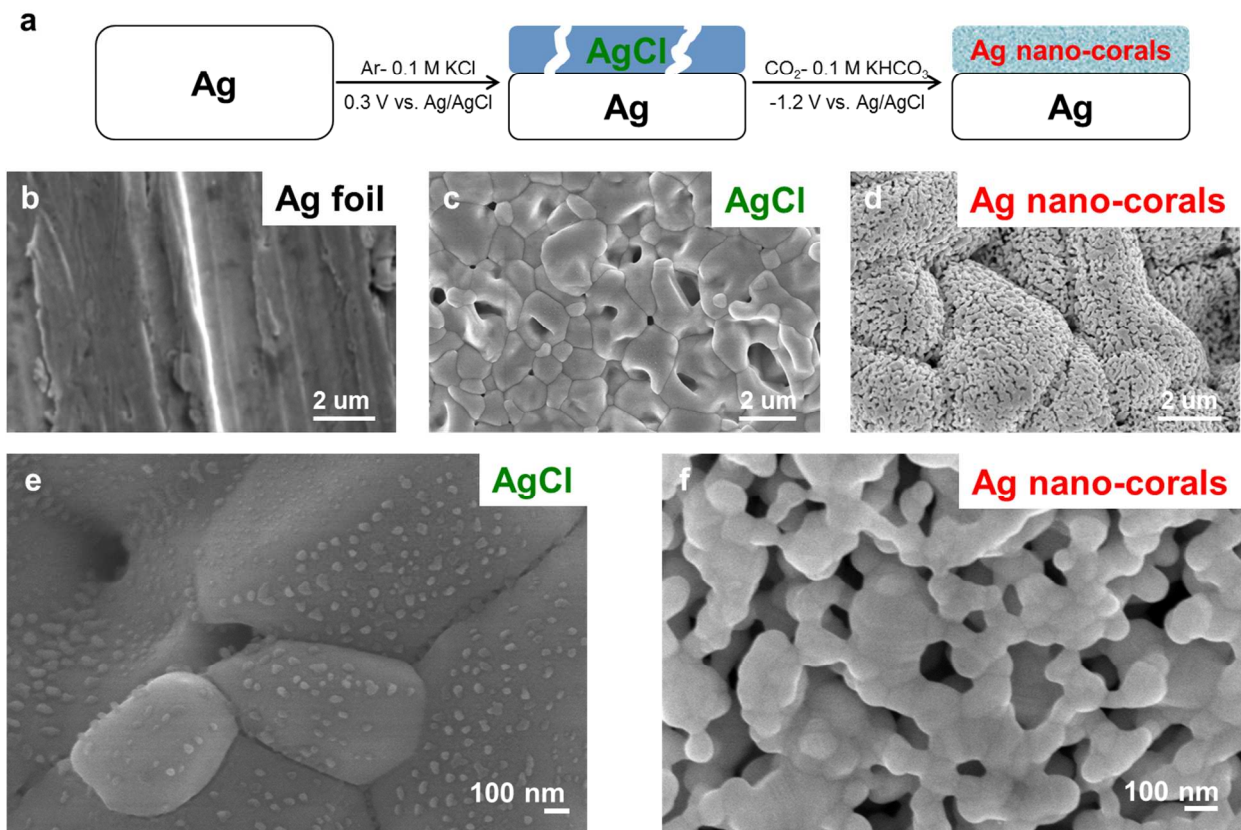 a
Ag
Ar- 0.1 M KCl
0.3 V vs. Ag/AgCl
AgCl
Ag
CO₂- 0.1 M KHCO₃
-1.2 V vs. Ag/AgCl
Ag nano-corals
Ag
b
Ag foil
2 um
c
AgCl
2 um
d
Ag nano-corals
2 um
e
AgCl
100 nm
f
Ag nano-corals
100 nm